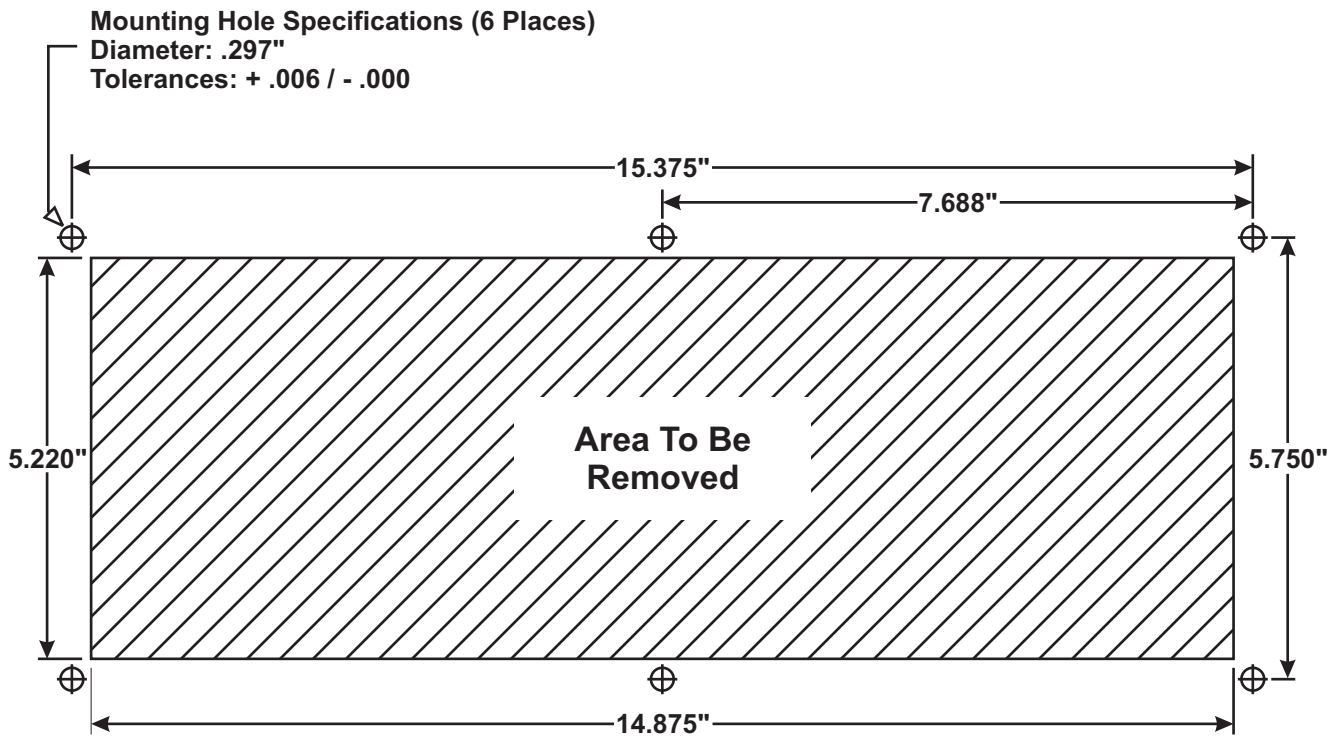 Mounting Hole Specifications (6 Places)
Diameter: .297"
Tolerances: + .006 / - .000
15.375"
7.688"
Area To Be
Removed
5.220"
5.750"
14.875"